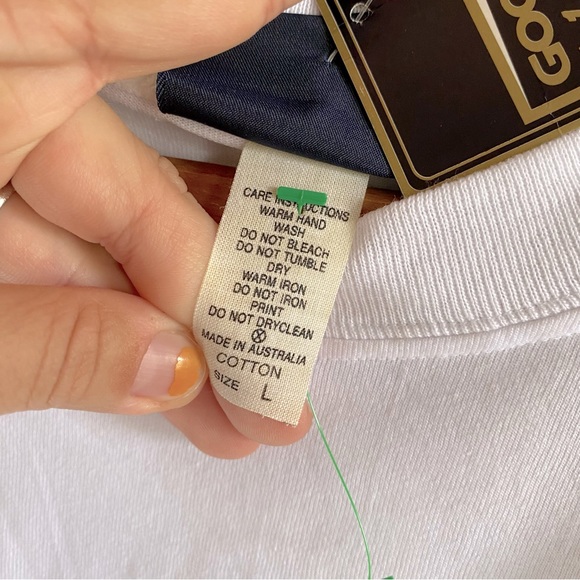 CARE INSTRUCTIONS
WARM HAND
WASH
DO NOT BLEACH
DO NOT TUMBLE
DRY
WARM IRON
DO NOT IRON
PRINT
DO NOT DRYCLEAN
MADE IN AUSTRALIA
COTTON
SIZE L